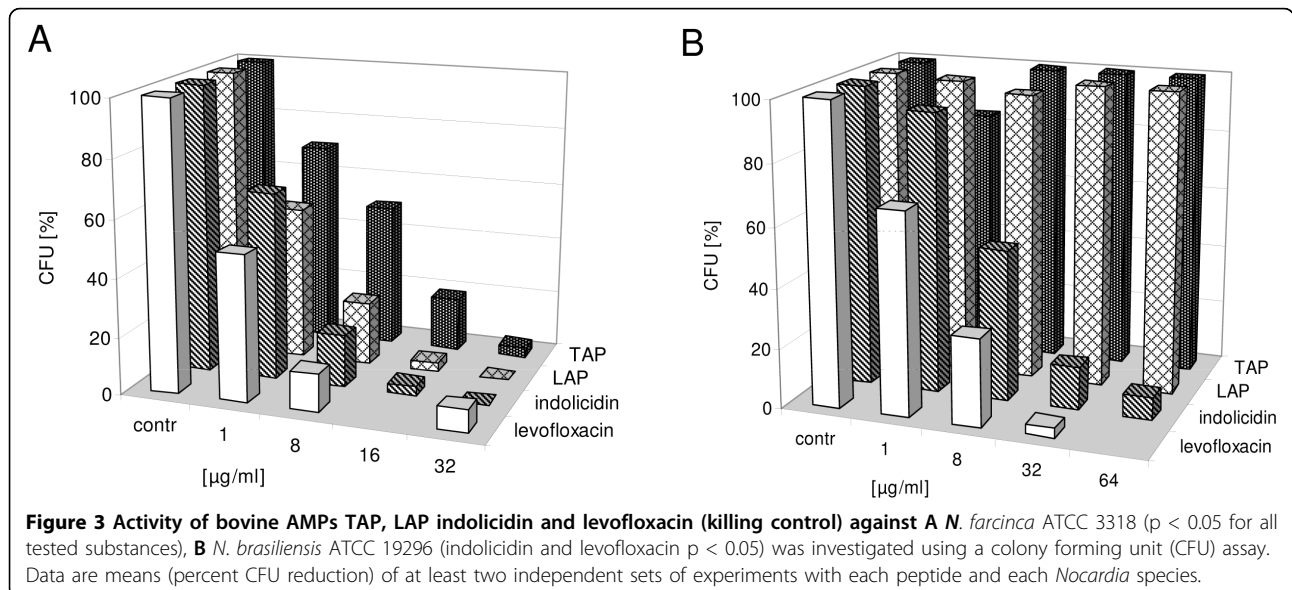 A
CFU [%]
100
80
60
40
20
0
contr
1
8
16
32
[µg/ml]
TAP
LAP
indolicidin
levofloxacin
B
CFU [%]
100
80
60
40
20
0
contr
1
8
32
64
[µg/ml]
TAP
LAP
indolicidin
levofloxacin
Figure 3 Activity of bovine AMPs TAP, LAP indolicidin and levofloxacin (killing control) against A N. farcinca ATCC 3318 (p < 0.05 for all
tested substances), B N. brasiliensis ATCC 19296 (indolicidin and levofloxacin p < 0.05) was investigated using a colony forming unit (CFU) assay.
Data are means (percent CFU reduction) of at least two independent sets of experiments with each peptide and each Nocardia species.